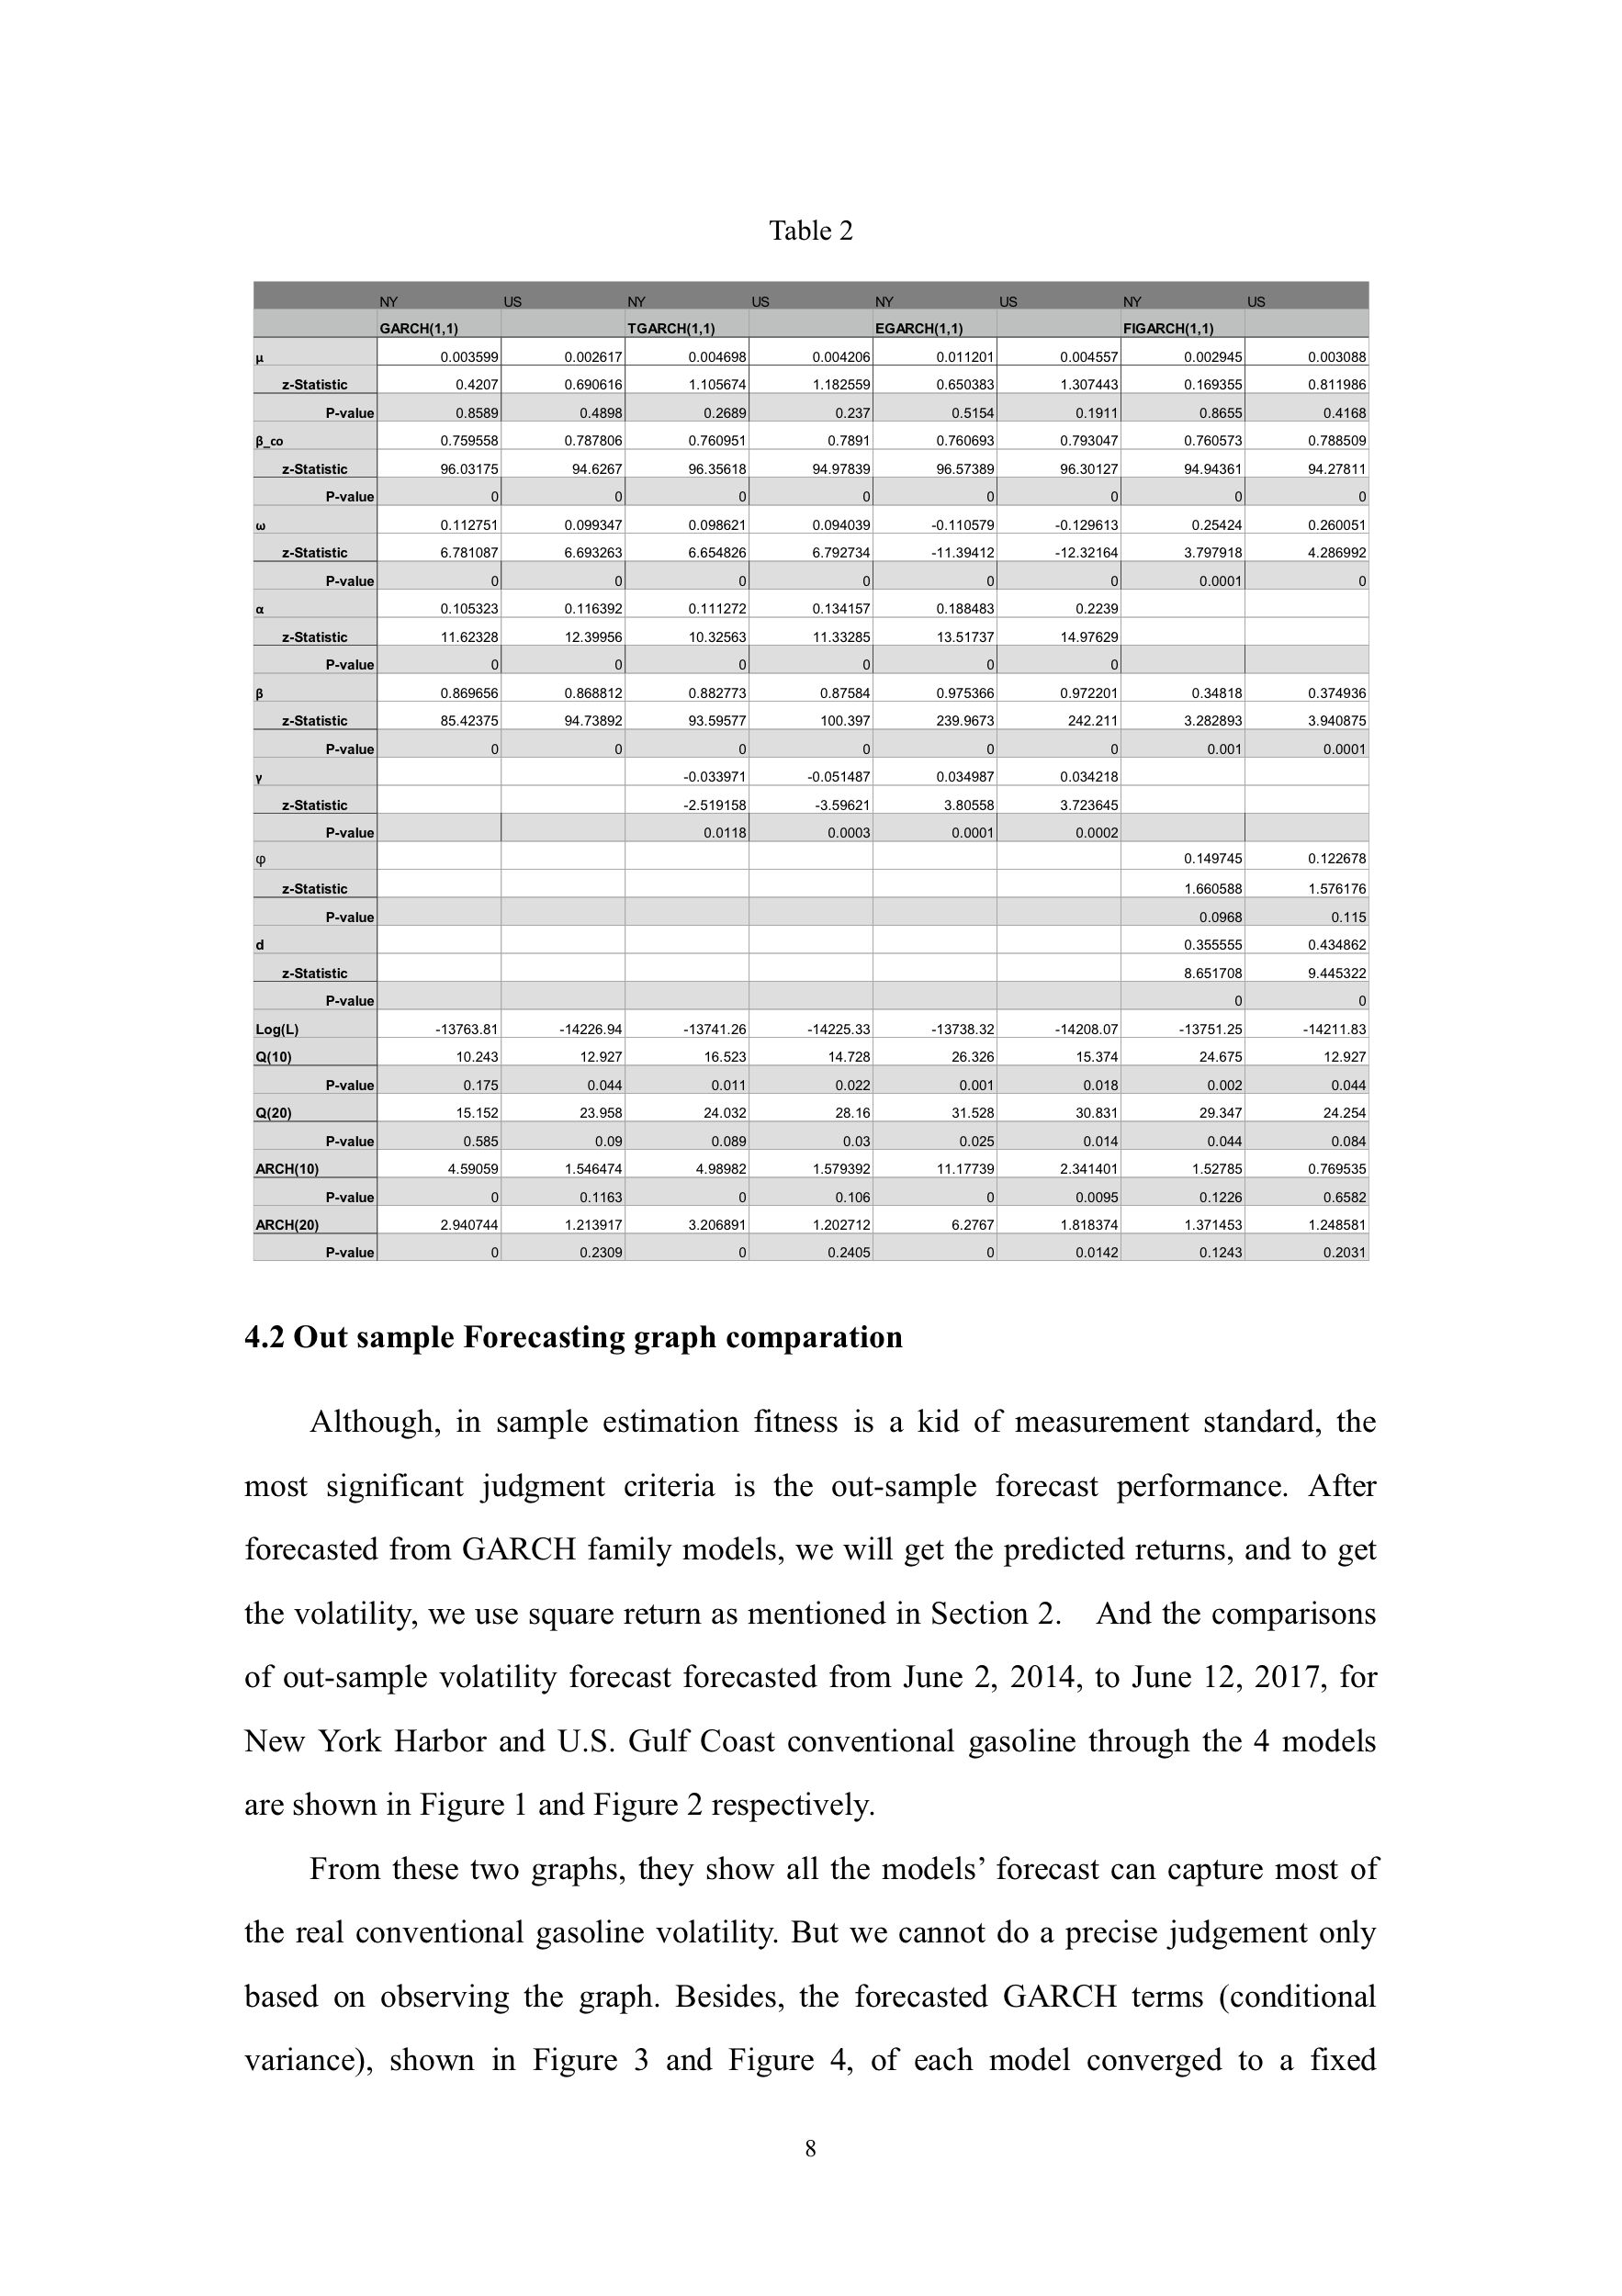 Table 2
NY US NY US NY US NY US
GARCH(1,1) TGARCH(1,1) EGARCH(1,1) FIGARCH(1,1)
μ 0.003599 0.002617 0.004698 0.004206 0.011201 0.004557 0.002945 0.003088
z-Statistic 0.4207 0.690616 1.105674 1.182559 0.650383 1.307443 0.169355 0.811986
P-value 0.8589 0.4898 0.2689 0.237 0.5154 0.1911 0.8655 0.4168
β_co 0.759558 0.787806 0.760951 0.7891 0.760693 0.793047 0.760573 0.788509
z-Statistic 96.03175 94.6267 96.35618 94.97839 96.57389 96.30127 94.94361 94.27811
P-value 0 0 0 0 0 0 0 0
ω 0.112751 0.099347 0.098621 0.094039 -0.110579 -0.129613 0.25424 0.260051
z-Statistic 6.781087 6.693263 6.654826 6.792734 -11.39412 -12.32164 3.797918 4.286992
P-value 0 0 0 0 0 0 0.0001 0
α 0.105323 0.116392 0.111272 0.134157 0.188483 0.2239
z-Statistic 11.62328 12.39956 10.32563 11.33285 13.51737 14.97629
P-value 0 0 0 0 0 0
β 0.869656 0.868812 0.882773 0.87584 0.975366 0.972201 0.34818 0.374936
z-Statistic 85.42375 94.73892 93.59577 100.397 239.9673 242.211 3.282893 3.940875
P-value 0 0 0 0 0 0 0.001 0.0001
γ -0.033971 -0.051487 0.034987 0.034218
z-Statistic -2.519158 -3.59621 3.80558 3.723645
P-value 0.0118 0.0003 0.0001 0.0002
φ 0.149745 0.122678
z-Statistic 1.660588 1.576176
P-value 0.0968 0.115
d 0.355555 0.434862
z-Statistic 8.651708 9.445322
P-value 0 0
Log(L) -13763.81 -14226.94 -13741.26 -14225.33 -13738.32 -14208.07 -13751.25 -14211.83
Q(10) 10.243 12.927 16.523 14.728 26.326 15.374 24.675 12.927
P-value 0.175 0.044 0.011 0.022 0.001 0.018 0.002 0.044
Q(20) 15.152 23.958 24.032 28.16 31.528 30.831 29.347 24.254
P-value 0.585 0.09 0.089 0.03 0.025 0.014 0.044 0.084
ARCH(10) 4.59059 1.546474 4.98982 1.579392 11.17739 2.341401 1.52785 0.769535
P-value 0 0.1163 0 0.106 0 0.0095 0.1226 0.6582
ARCH(20) 2.940744 1.213917 3.206891 1.202712 6.2767 1.818374 1.371453 1.248581
P-value 0 0.2309 0 0.2405 0 0.0142 0.1243 0.2031
4.2 Out sample Forecasting graph comparation
Although, in sample estimation fitness is a kid of measurement standard, the
most significant judgment criteria is the out-sample forecast performance. After
forecasted from GARCH family models, we will get the predicted returns, and to get
the volatility, we use square return as mentioned in Section 2. And the comparisons
of out-sample volatility forecast forecasted from June 2, 2014, to June 12, 2017, for
New York Harbor and U.S. Gulf Coast conventional gasoline through the 4 models
are shown in Figure 1 and Figure 2 respectively.
From these two graphs, they show all the models’ forecast can capture most of
the real conventional gasoline volatility. But we cannot do a precise judgement only
based on observing the graph. Besides, the forecasted GARCH terms (conditional
variance), shown in Figure 3 and Figure 4, of each model converged to a fixed
8